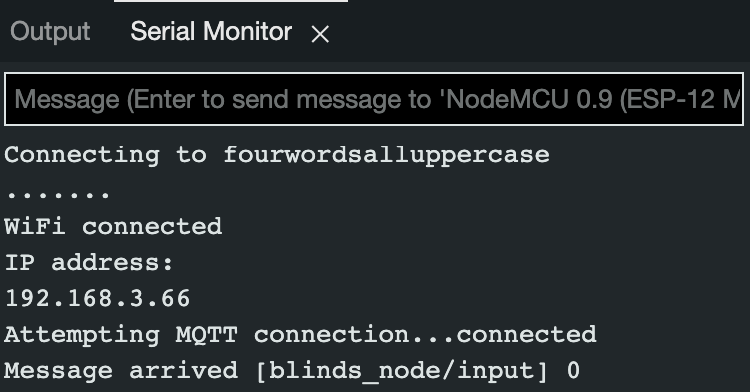 Output Serial Monitor ×
Message (Enter to send message to 'NodeMCU 0.9 (ESP-12 M
Connecting to fourwordsalluppercase
.......
WiFi connected
IP address:
192.168.3.66
Attempting MQTT connection...connected
Message arrived [blinds_node/input] 0